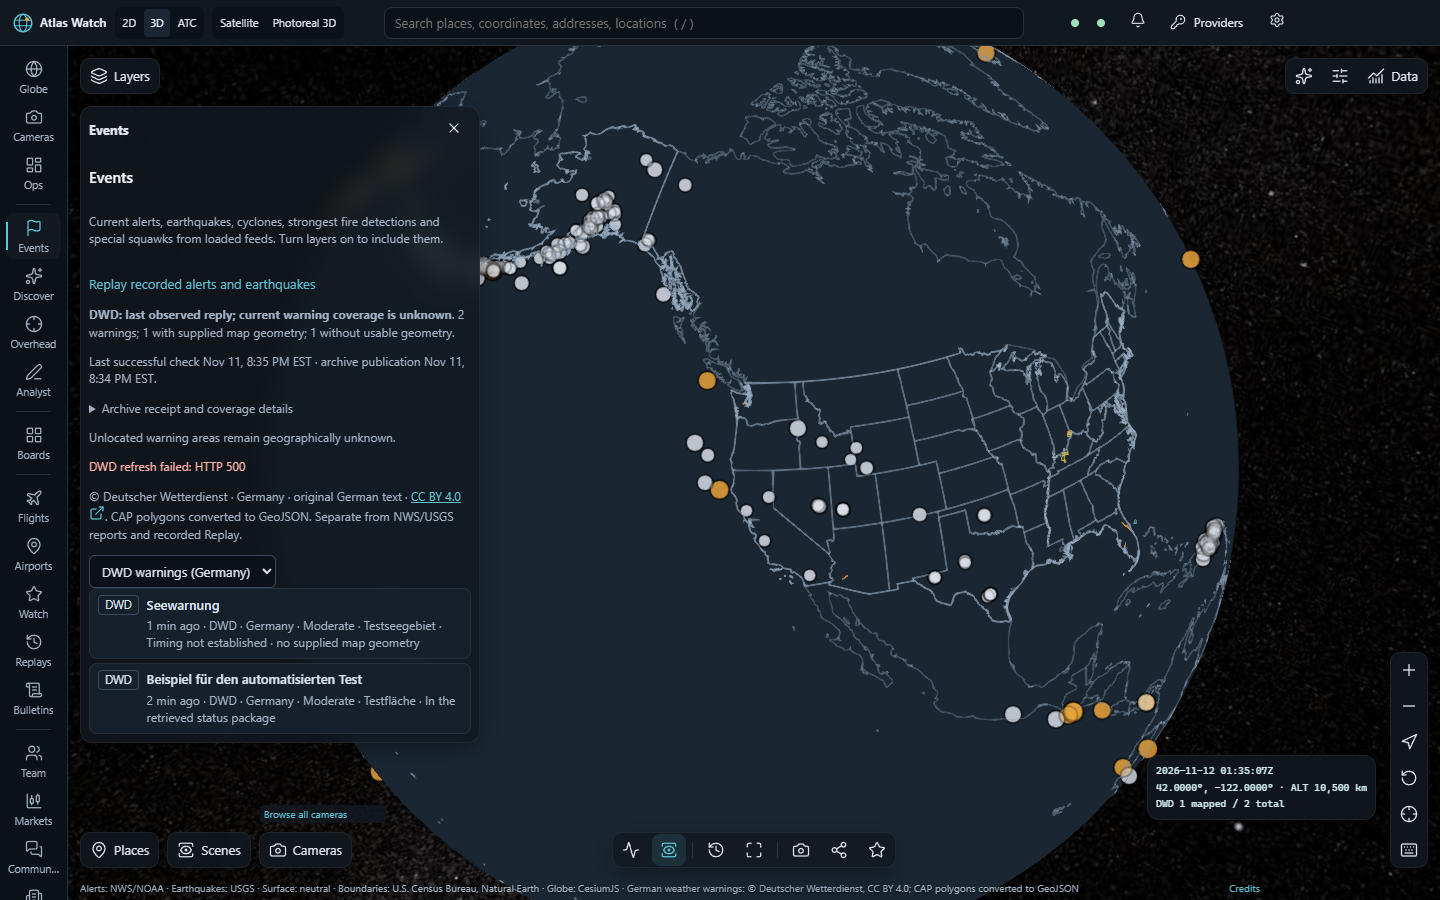 Atlas Watch
2D 3D ATC
Satellite Photoreal 3D
Search places, coordinates, addresses, locations ( / )
Providers
Globe
Cameras
Ops
Events
Discover
Overhead
Analyst
Boards
Flights
Airports
Watch
Replays
Bulletins
Team
Markets
Commun...
Layers
Data
Events
Events
Current alerts, earthquakes, cyclones, strongest fire detections and
special squawks from loaded feeds. Turn layers on to include them.
Replay recorded alerts and earthquakes
DWD: last observed reply; current warning coverage is unknown. 2
warnings; 1 with supplied map geometry; 1 without usable geometry.
Last successful check Nov 11, 8:35 PM EST · archive publication Nov 11,
8:34 PM EST.
Archive receipt and coverage details
Unlocated warning areas remain geographically unknown.
DWD refresh failed: HTTP 500
© Deutscher Wetterdienst · Germany · original German text · CC BY 4.0
. CAP polygons converted to GeoJSON. Separate from NWS/USGS
reports and recorded Replay.
DWD warnings (Germany)
DWD Seewarnung
1 min ago · DWD · Germany · Moderate · Testseegebiet ·
Timing not established · no supplied map geometry
DWD Beispiel für den automatisierten Test
2 min ago · DWD · Germany · Moderate · Testfläche · In the
retrieved status package
2026-11-12 01:35:07Z
42.0000°, -122.0000° · ALT 10,500 km
DWD 1 mapped / 2 total
Browse all cameras
Places
Scenes
Cameras
Alerts: NWS/NOAA · Earthquakes: USGS · Surface: neutral · Boundaries: U.S. Census Bureau, Natural Earth · Globe: CesiumJS · German weather warnings: © Deutscher Wetterdienst, CC BY 4.0; CAP polygons converted to GeoJSON
Credits